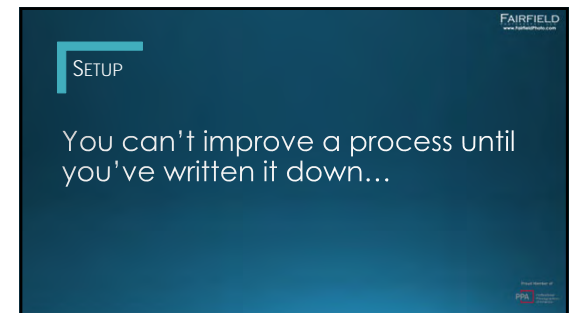 FAIRFIELD
www.FairfieldPhoto.com
SETUP
You can't improve a process until
you've written it down...
Proud Member of
PPA